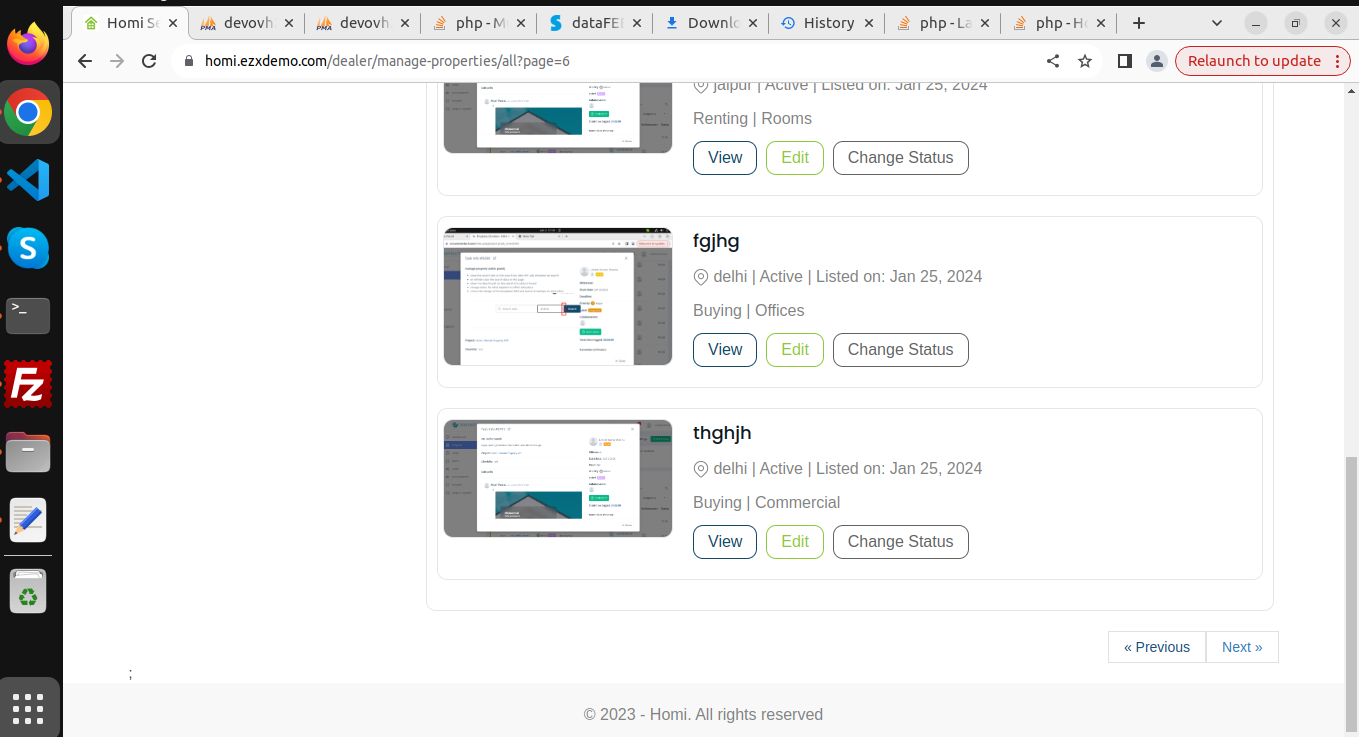 Homi Se
devovh
devovh
php - M
dataFEE
Downlo
History
php - La
php - Ho
homi.ezxdemo.com/dealer/manage-properties/all?page=6
Relaunch to update
jaipur | Active | Listed on: Jan 25, 2024
Renting | Rooms
View Edit Change Status
fgjhg
delhi | Active | Listed on: Jan 25, 2024
Buying | Offices
View Edit Change Status
thghjh
delhi | Active | Listed on: Jan 25, 2024
Buying | Commercial
View Edit Change Status
« Previous Next »
;
© 2023 - Homi. All rights reserved